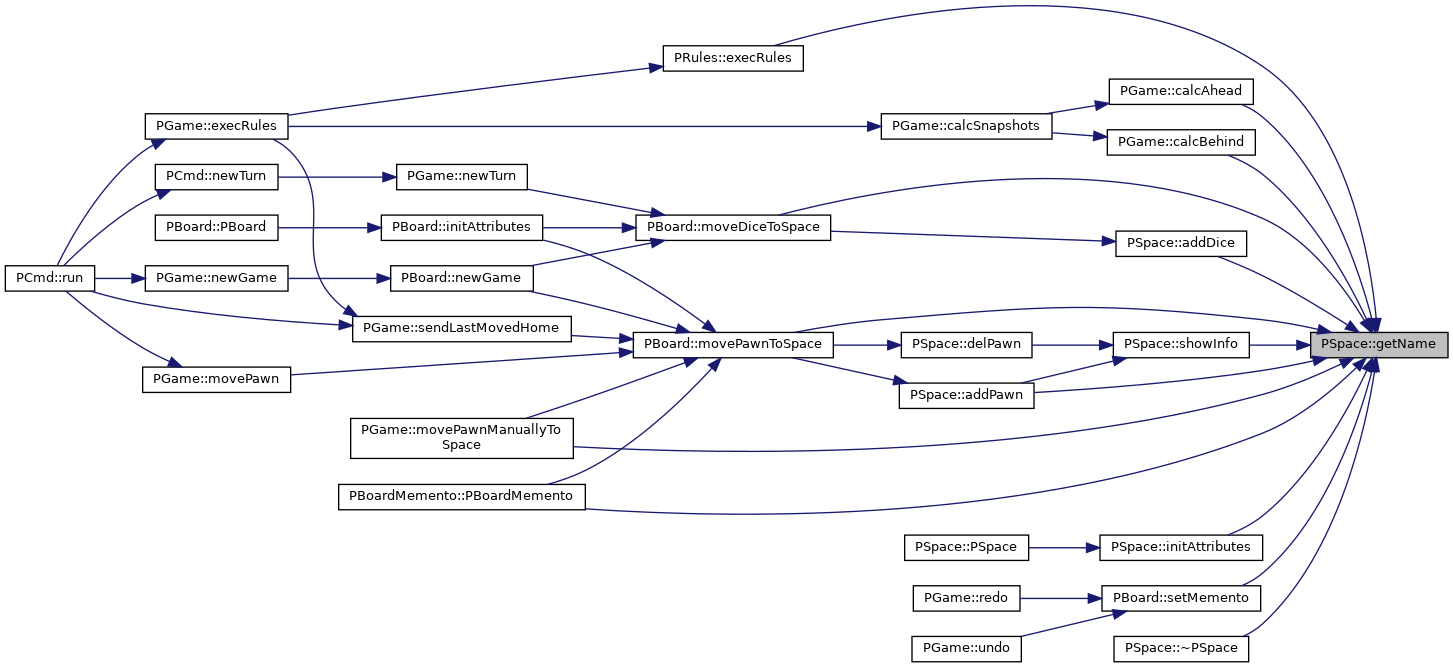 PRules::execRules
PGame::calcAhead
PGame::execRules
PGame::calcSnapshots
PGame::calcBehind
PCmd::newTurn
PGame::newTurn
PBoard::PBoard
PBoard::initAttributes
PBoard::moveDiceToSpace
PSpace::addDice
PCmd::run
PGame::newGame
PBoard::newGame
PGame::sendLastMovedHome
PBoard::movePawnToSpace
PSpace::delPawn
PSpace::showInfo
PSpace::getName
PGame::movePawn
PSpace::addPawn
PGame::movePawnManuallyTo
Space
PBoardMemento::PBoardMemento
PSpace::PSpace
PSpace::initAttributes
PGame::redo
PBoard::setMemento
PGame::undo
PSpace::~PSpace